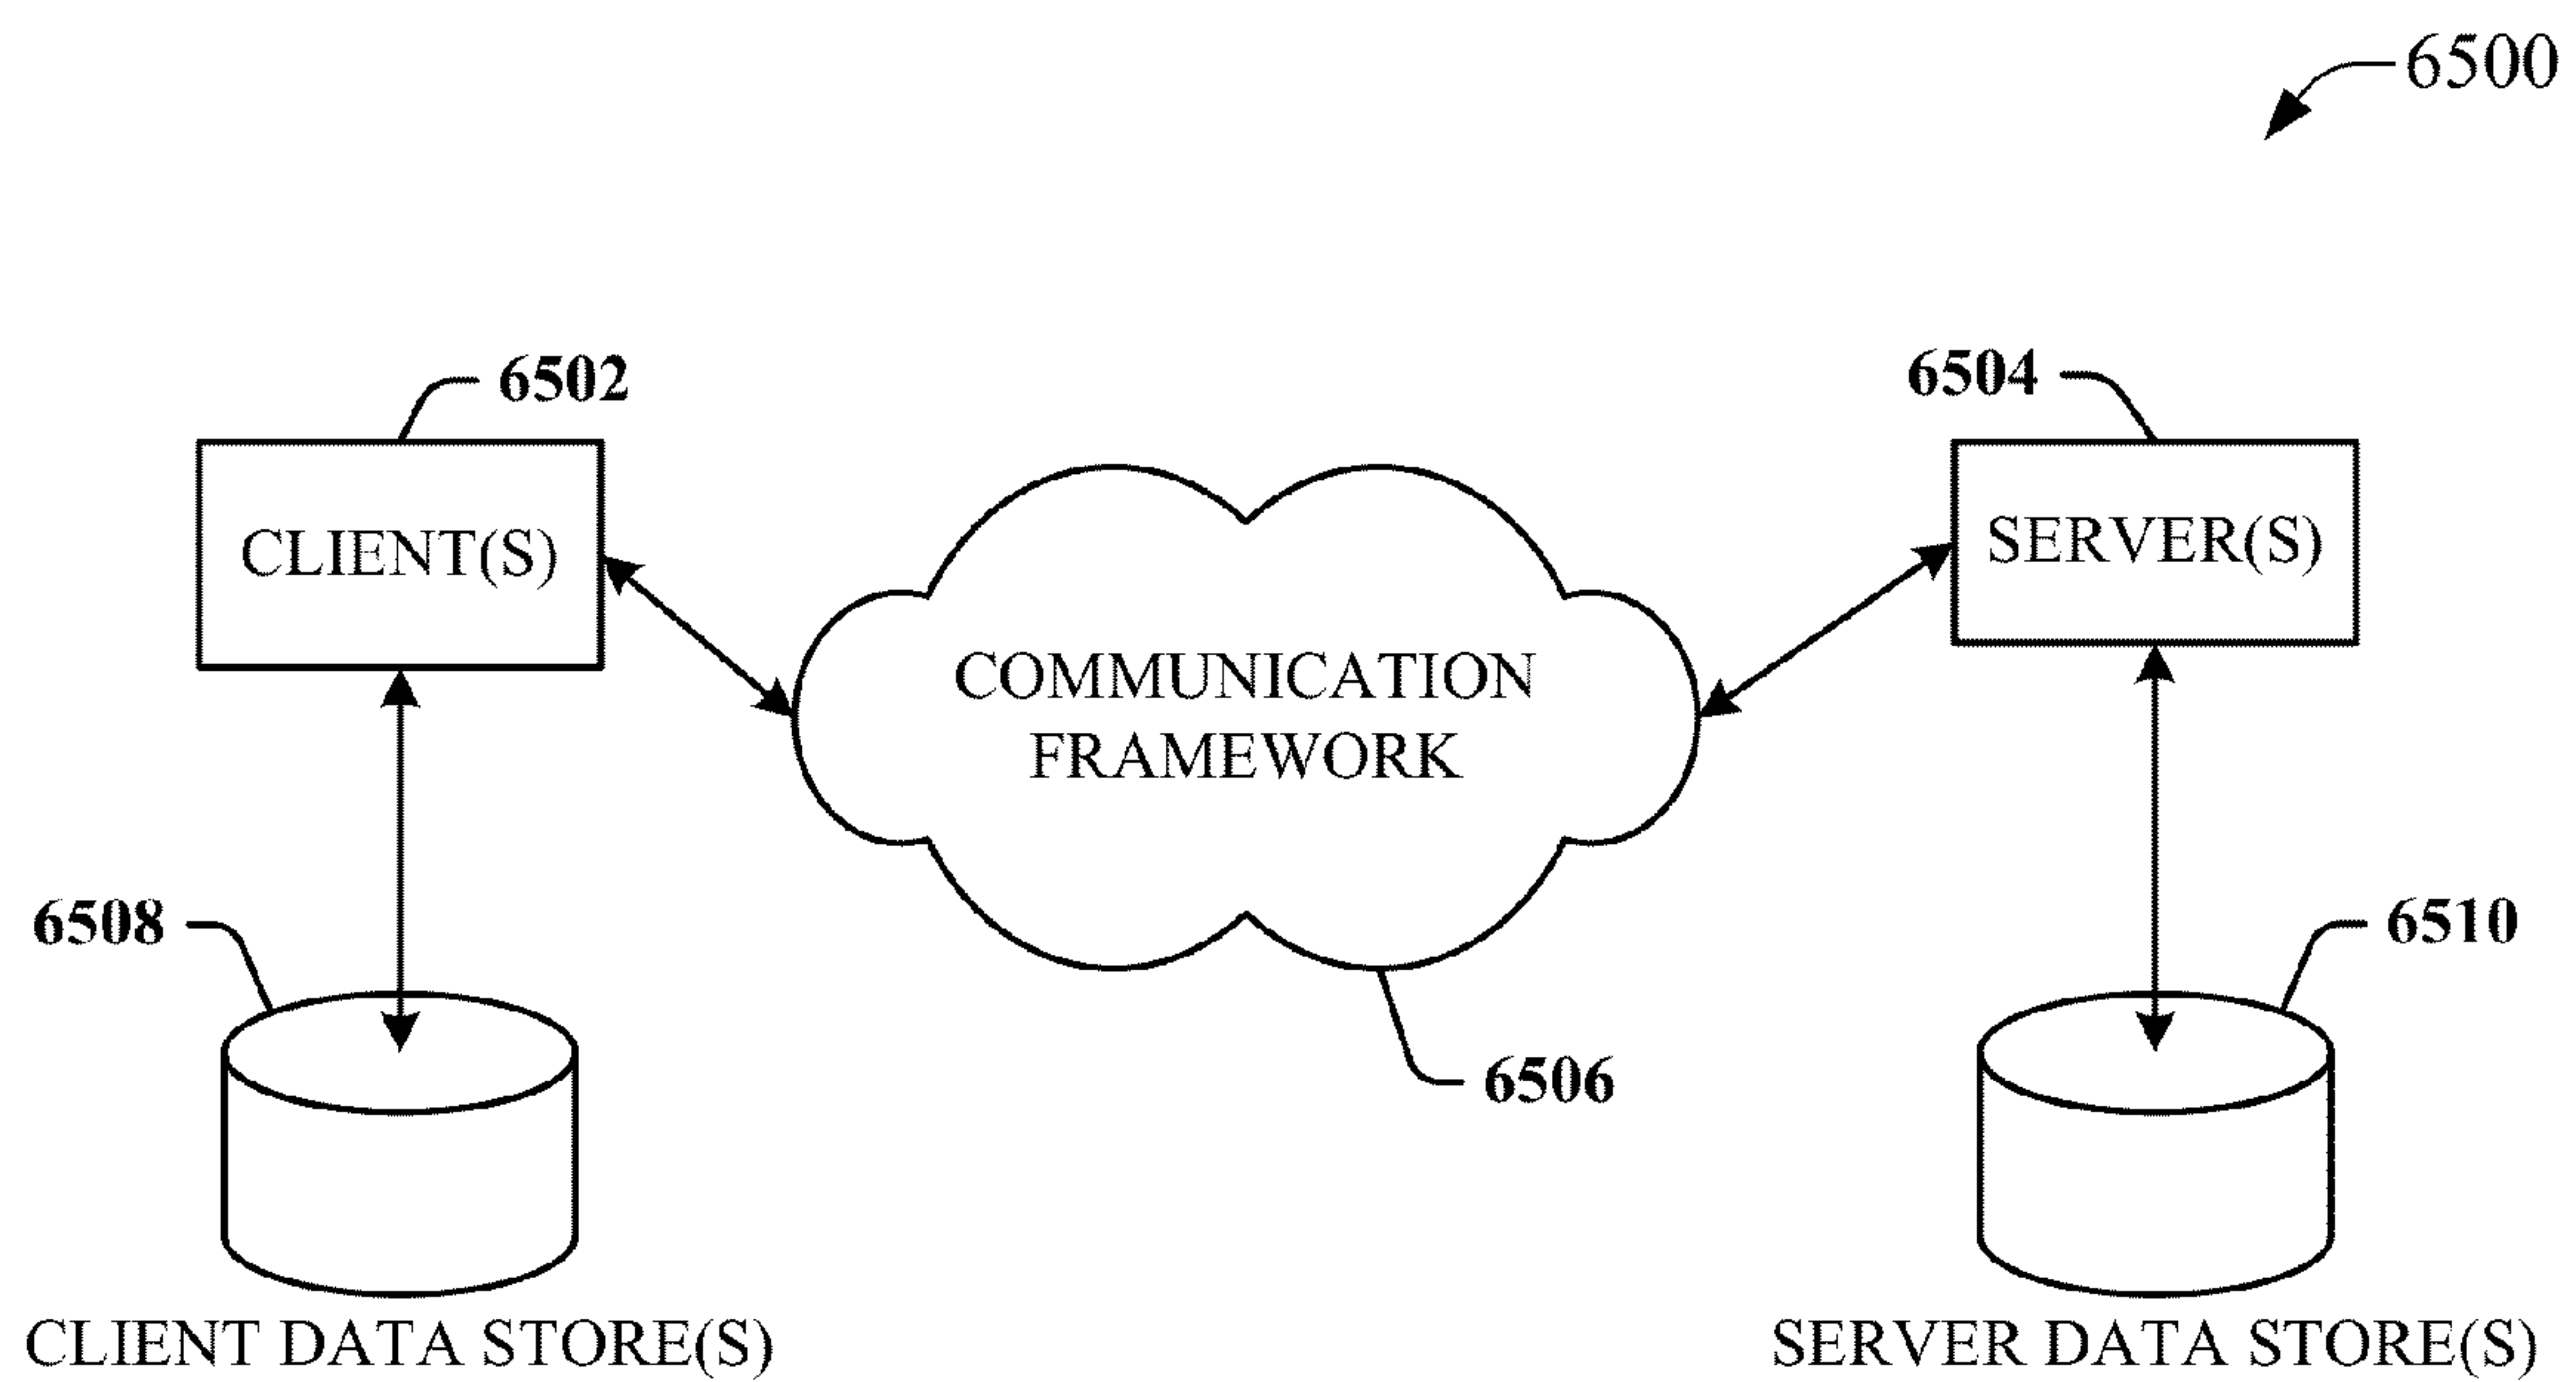 6500
6502
6504
CLIENT(S)
SERVER(S)
COMMUNICATION
FRAMEWORK
6508
6510
6506
CLIENT DATA STORE(S)
SERVER DATA STORE(S)